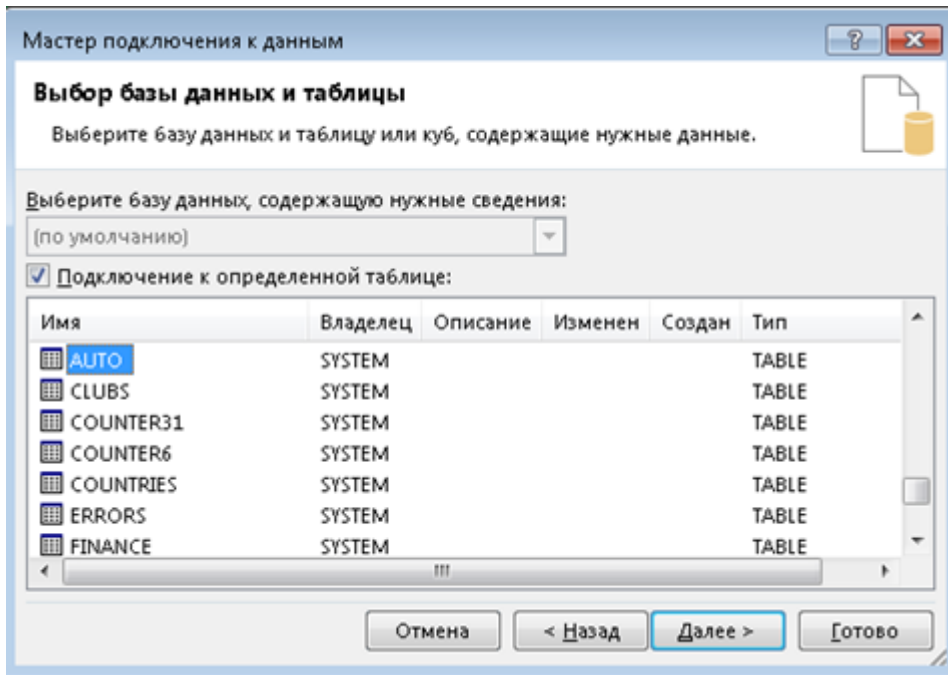 Мастер подключения к данным
Выбор базы данных и таблицы
Выберите базу данных и таблицу или куб, содержащие нужные данные.
Выберите базу данных, содержащую нужные сведения:
(по умолчанию)
Подключение к определенной таблице:
Имя Владелец Описание Изменен Создан Тип
AUTO SYSTEM TABLE
CLUBS SYSTEM TABLE
COUNTER31 SYSTEM TABLE
COUNTER6 SYSTEM TABLE
COUNTRIES SYSTEM TABLE
ERRORS SYSTEM TABLE
FINANCE SYSTEM TABLE
Отмена < Назад Далее > Готово